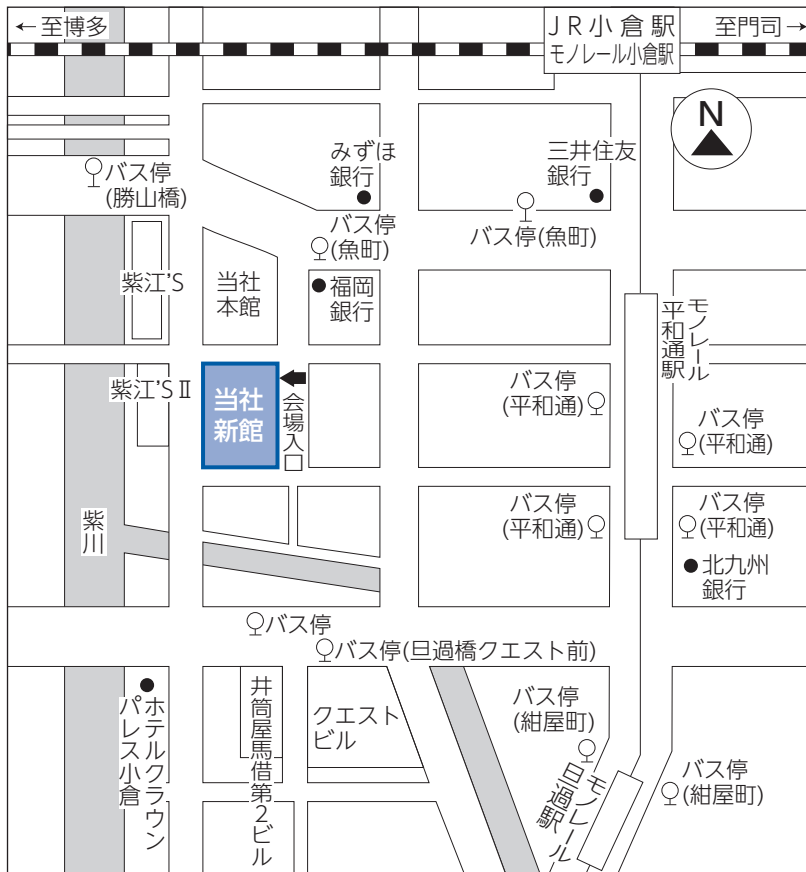 ←至博多
JR小倉駅
モノレール小倉駅
至門司→
N
みずほ
銀行
三井住友
銀行
バス停
(勝山橋)
バス停
(魚町)
バス停(魚町)
紫江'S
当社
本館
福岡
銀行
モノレール
平和通駅
紫江'SⅡ
当社
新館
会場入口
バス停
(平和通)
バス停
(平和通)
紫川
バス停
(平和通)
バス停
(平和通)
北九州
銀行
バス停
バス停(旦過橋クエスト前)
ホテルクラウン
パレス小倉
井筒屋馬借第2ビル
クエスト
ビル
バス停
(紺屋町)
モノレール
旦過駅
バス停
(紺屋町)